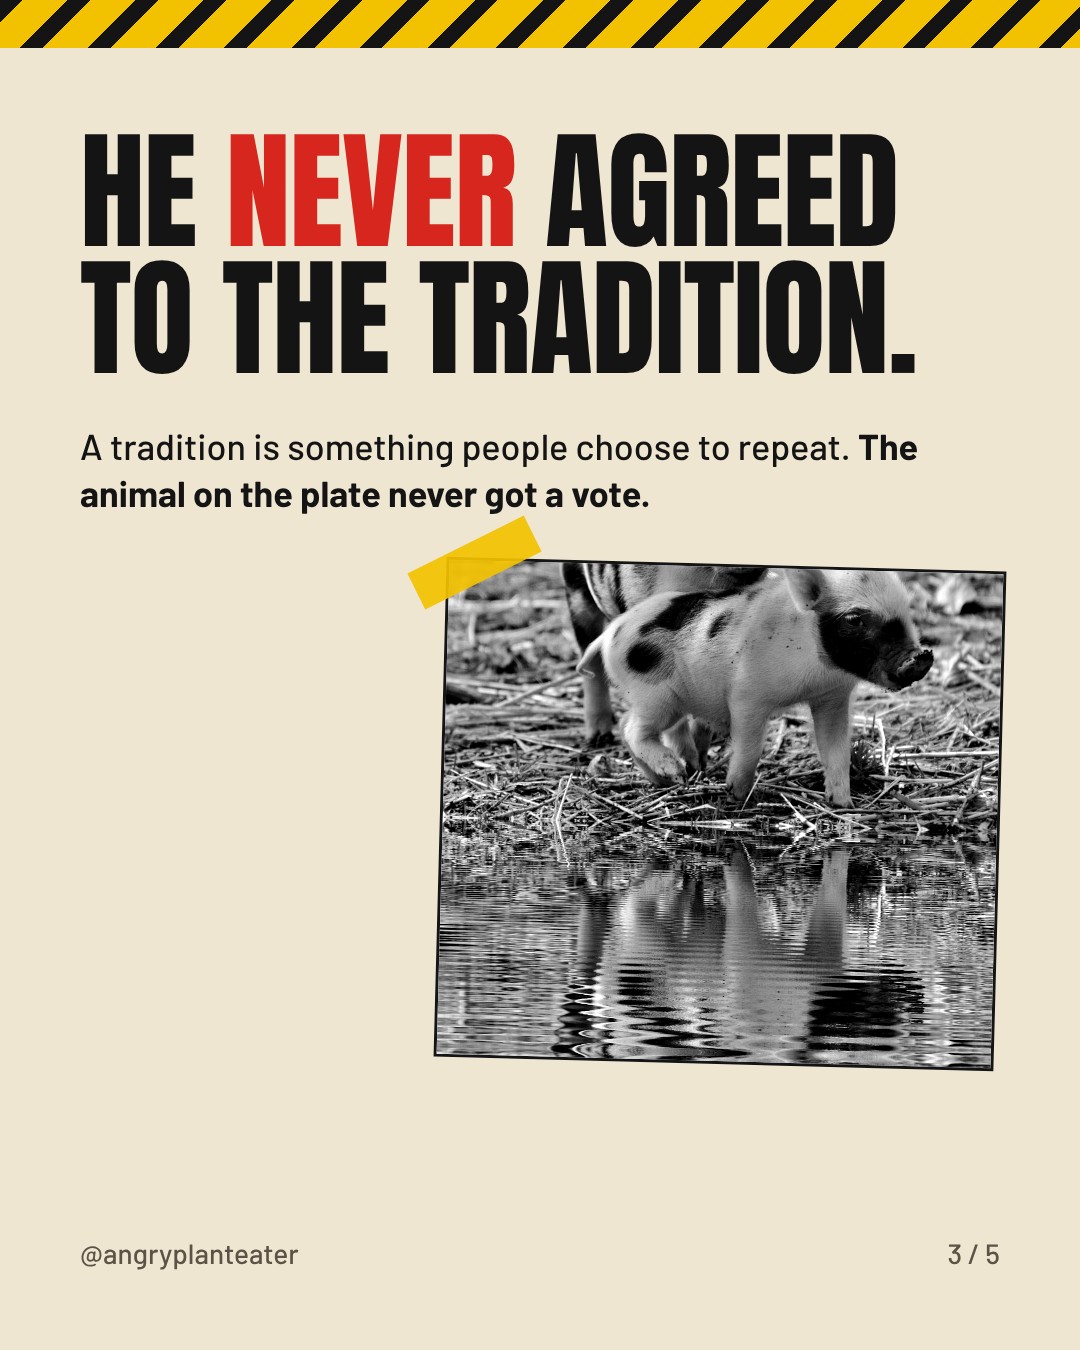 HE NEVER AGREED
TO THE TRADITION.
A tradition is something people choose to repeat. The
animal on the plate never got a vote.
@angryplanteater
3 / 5